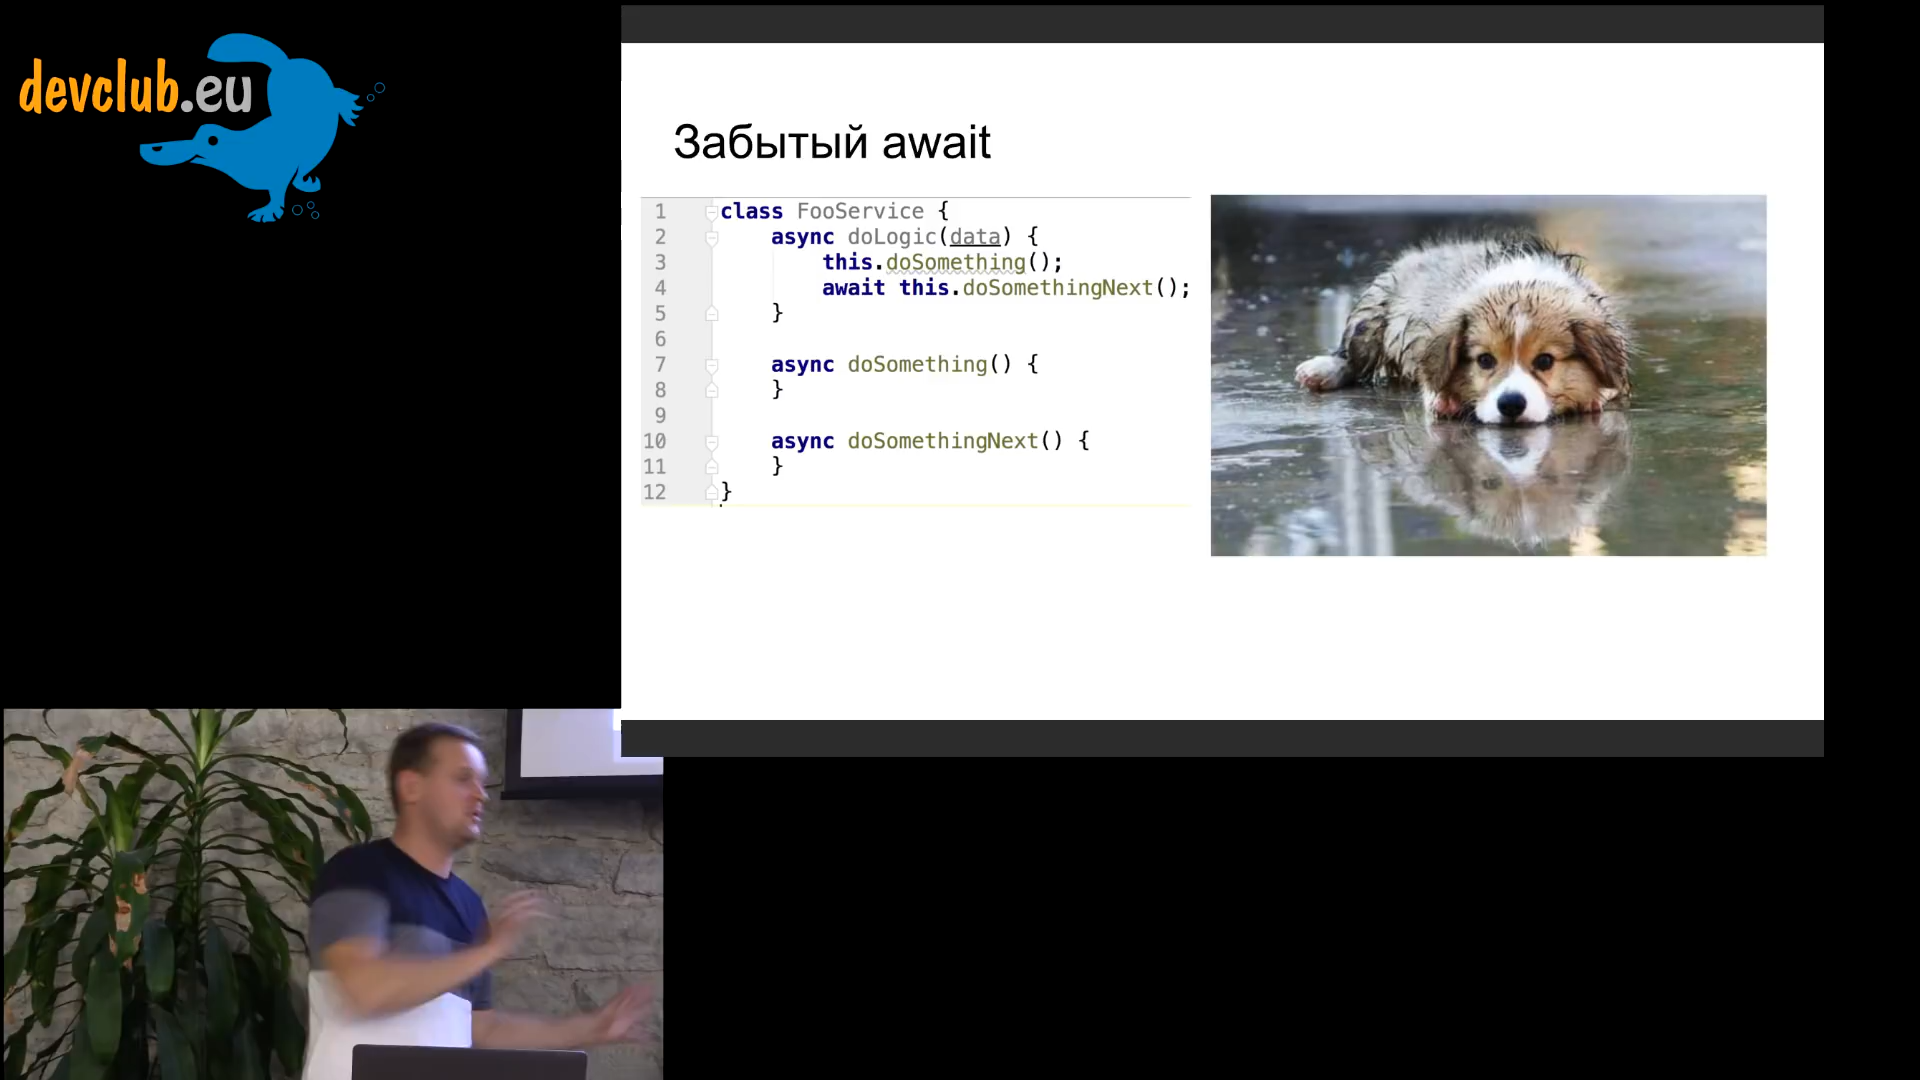 devclub.eu
Забытый await
1 class FooService {
2 async doLogic(data) {
3 this.doSomething();
4 await this.doSomethingNext();
5 }
6
7 async doSomething() {
8 }
9
10 async doSomethingNext() {
11 }
12 }